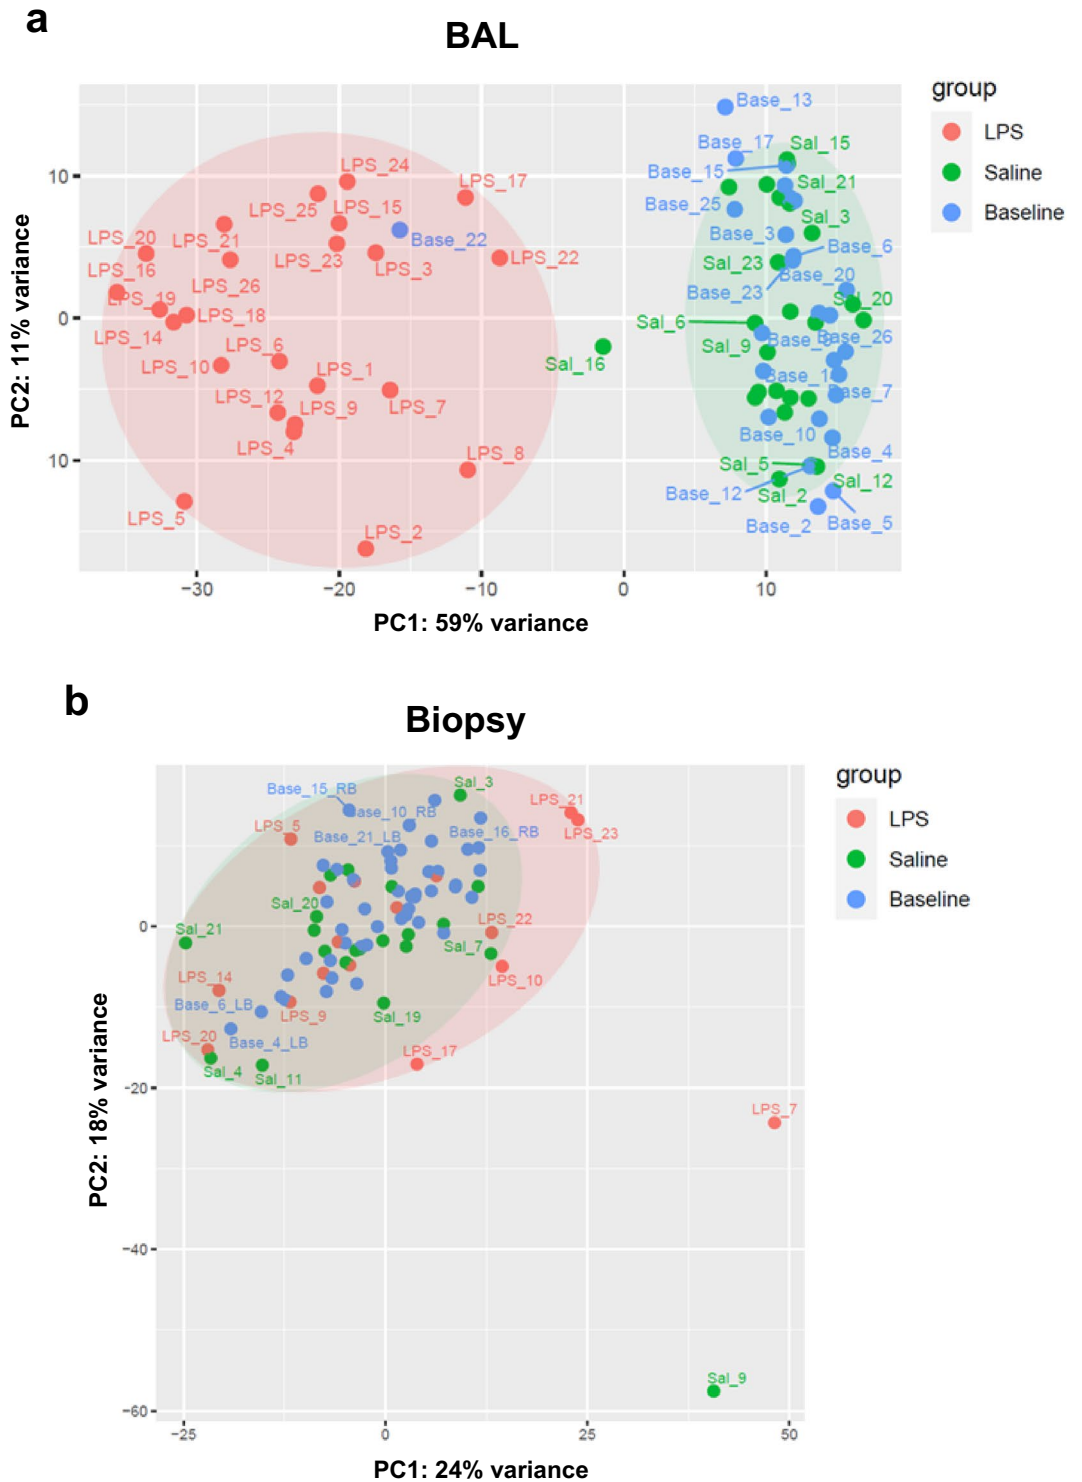 a
BAL
group
LPS
Saline
Baseline
Base_13
Base_17
Sal_15
LPS_24
Base_15
LPS_17
Sal_21
LPS_25
LPS_15
Base_25
Sal_3
LPS_20
LPS_21
Base_22
Base_3
Base_6
LPS_23
LPS_3
LPS_22
Sal_23
LPS_16
Base_20
LPS_26
Base_23
LPS_19
Sal_20
LPS_18
Sal_6
LPS_14
LPS_6
Sal_9
Base_26
LPS_10
LPS_1
Sal_16
LPS_12
LPS_9
LPS_7
Base_7
Base_10
LPS_4
LPS_8
Base_4
Sal_5
Sal_12
Base_12
Sal_2
LPS_5
LPS_2
Base_2
Base_5
10
0
10
PC2: 11% variance
−30
−20
−10
0
10
PC1: 59% variance
b
Biopsy
group
LPS
Saline
Baseline
Base_15_RB
Sal_3
Base_10_RB
LPS_21
LPS_5
Base_21_LB
Base_16_RB
LPS_23
Sal_20
Sal_21
LPS_22
Sal_7
LPS_14
LPS_10
Base_6_LB
LPS_9
Sal_19
LPS_20
Base_4_LB
LPS_17
Sal_4
Sal_11
LPS_7
Sal_9
0
−20
−40
−60
PC2: 18% variance
−25
0
25
50
PC1: 24% variance